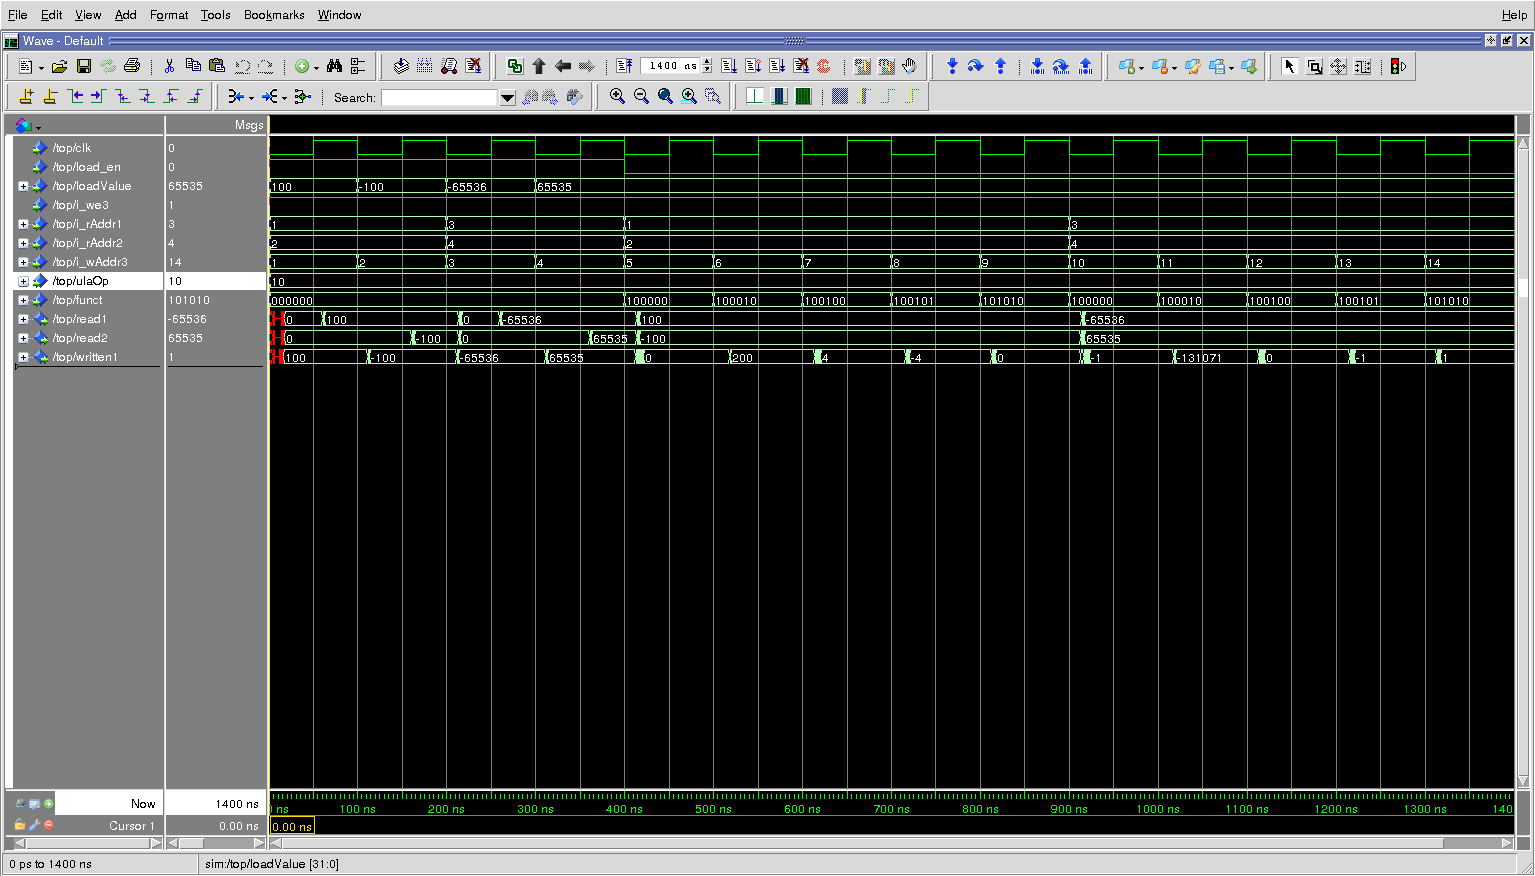 File Edit View Add Format Tools Bookmarks Window Help
Wave - Default
1400 ns
Search:
Msgs
/top/clk 0
/top/load_en 0
/top/loadValue 65535 100 -100 -65536 65535
/top/i_we3 1
/top/i_rAddr1 3 1 3 1 3
/top/i_rAddr2 4 2 4 2 4
/top/i_wAddr3 14 1 2 3 4 5 6 7 8 9 10 11 12 13 14
/top/ulaOp 10 10
/top/funct 101010 000000 100000 100010 100100 100101 101010 100000 100010 100100 100101 101010
/top/read1 -65536 0 100 0 -65536 100 -65536
/top/read2 65535 0 -100 0 65535 -100 65535
/top/written1 1 100 -100 -65536 65535 0 200 4 -4 0 -1 -131071 0 -1 1
Now 1400 ns ns 100 ns 200 ns 300 ns 400 ns 500 ns 600 ns 700 ns 800 ns 900 ns 1000 ns 1100 ns 1200 ns 1300 ns 140
Cursor 1 0.00 ns 0.00 ns
0 ps to 1400 ns sim:/top/loadValue [31:0]